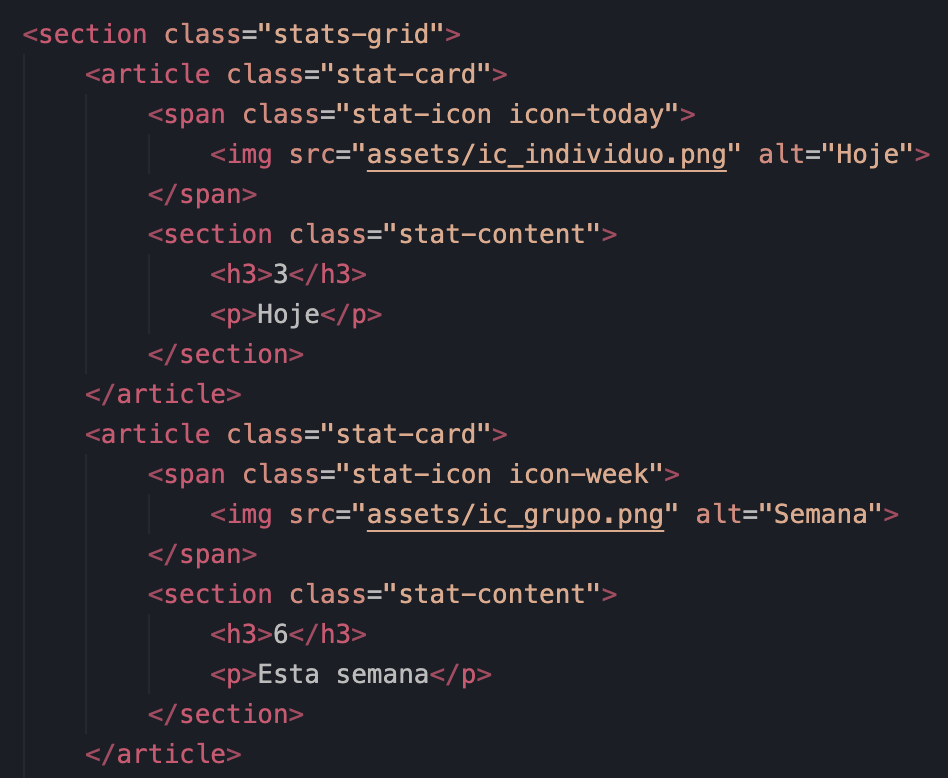 <section class="stats-grid">
<article class="stat-card">
<span class="stat-icon icon-today">
<img src="assets/ic_individuo.png" alt="Hoje">
</span>
<section class="stat-content">
<h3>3</h3>
<p>Hoje</p>
</section>
</article>
<article class="stat-card">
<span class="stat-icon icon-week">
<img src="assets/ic_grupo.png" alt="Semana">
</span>
<section class="stat-content">
<h3>6</h3>
<p>Esta semana</p>
</section>
</article>